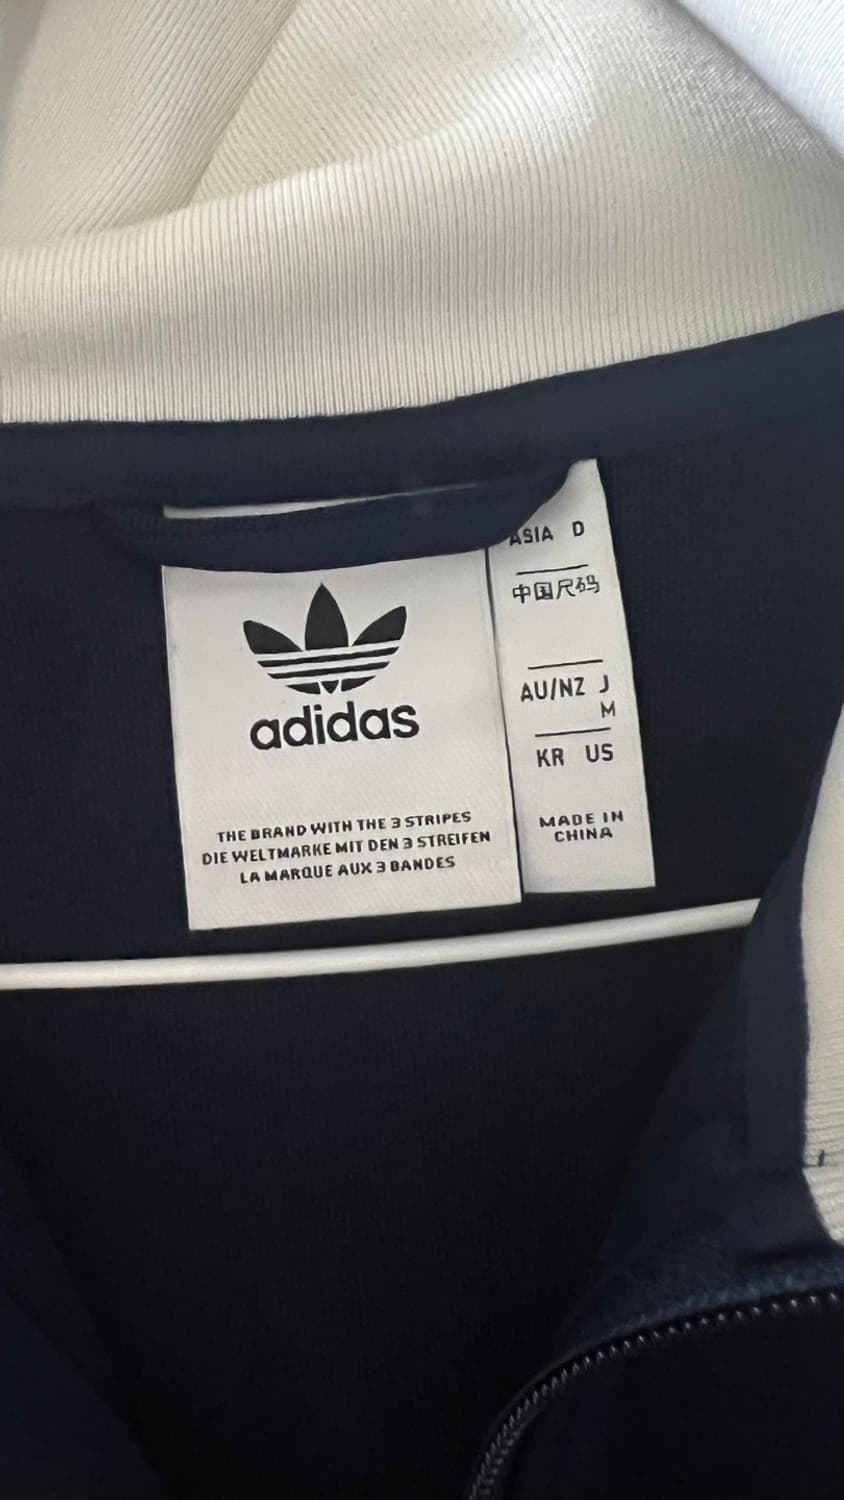 adidas
THE BRAND WITH THE 3 STRIPES
DIE WELTMARKE MIT DEN 3 STREIFEN
LA MARQUE AUX 3 BANDES
ASIA D
中国尺码
AU/NZ J
M
KR US
MADE IN
CHINA